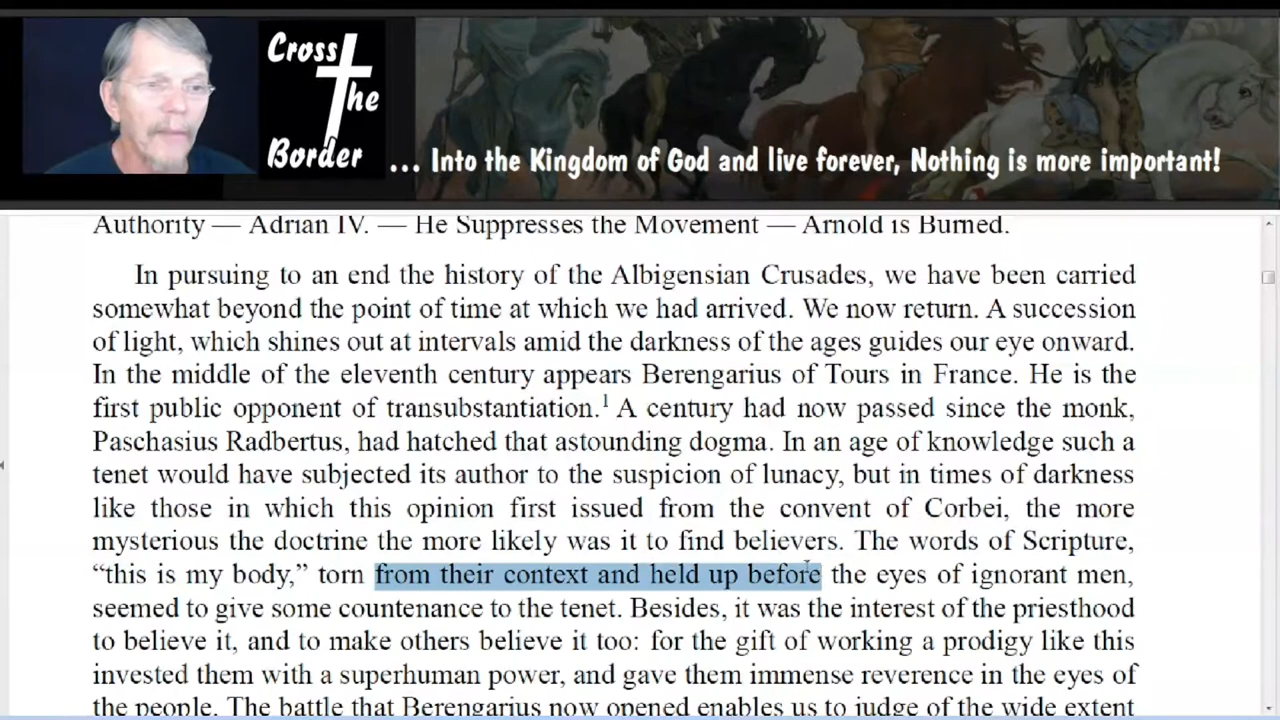 Cross
The
Border
... Into the Kingdom of God and live forever, Nothing is more important!
Authority — Adrian IV. — He Suppresses the Movement — Arnold is Burned.
In pursuing to an end the history of the Albigensian Crusades, we have been carried
somewhat beyond the point of time at which we had arrived. We now return. A succession
of light, which shines out at intervals amid the darkness of the ages guides our eye onward.
In the middle of the eleventh century appears Berengarius of Tours in France. He is the
first public opponent of transubstantiation.¹ A century had now passed since the monk,
Paschasius Radbertus, had hatched that astounding dogma. In an age of knowledge such a
tenet would have subjected its author to the suspicion of lunacy, but in times of darkness
like those in which this opinion first issued from the convent of Corbei, the more
mysterious the doctrine the more likely was it to find believers. The words of Scripture,
“this is my body,” torn from their context and held up before the eyes of ignorant men,
seemed to give some countenance to the tenet. Besides, it was the interest of the priesthood
to believe it, and to make others believe it too: for the gift of working a prodigy like this
invested them with a superhuman power, and gave them immense reverence in the eyes of
the people. The battle that Berengarius now opened enables us to judge of the wide extent